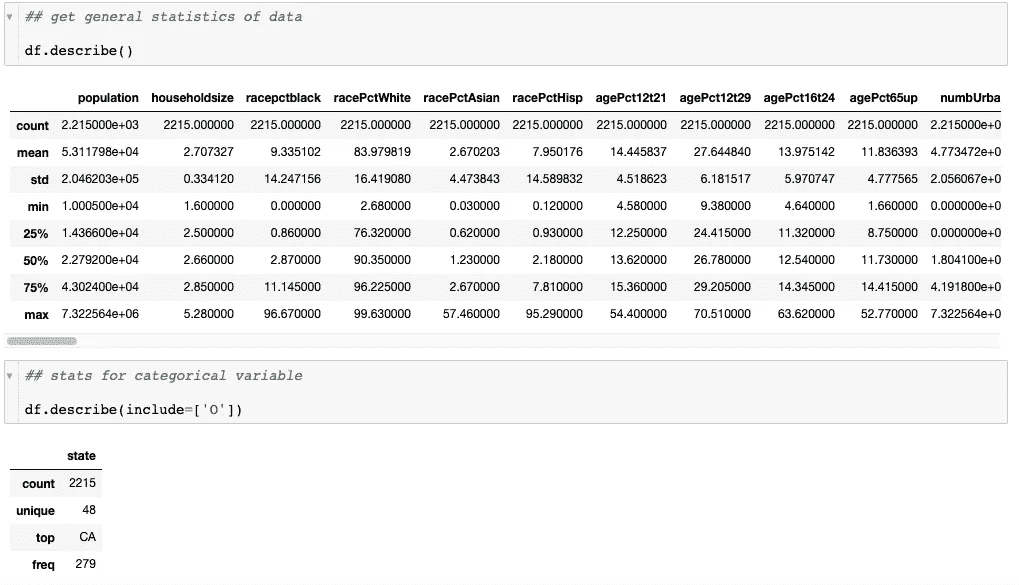 ## get general statistics of data
df.describe()
population householdsize racepctblack racePctWhite racePctAsian racePctHisp agePct12t21 agePct12t29 agePct16t24 agePct65up numbUrba
count 2.215000e+03 2215.000000 2215.000000 2215.000000 2215.000000 2215.000000 2215.000000 2215.000000 2215.000000 2215.000000 2.215000e+0
mean 5.311798e+04 2.707327 9.335102 83.979819 2.670203 7.950176 14.445837 27.644840 13.975142 11.836393 4.773472e+0
std 2.046203e+05 0.334120 14.247156 16.419080 4.473843 14.589832 4.518623 6.181517 5.970747 4.777565 2.056067e+0
min 1.000500e+04 1.600000 0.000000 2.680000 0.030000 0.120000 4.580000 9.380000 4.640000 1.660000 0.000000e+0
25% 1.436600e+04 2.500000 0.860000 76.320000 0.620000 0.930000 12.250000 24.415000 11.320000 8.750000 0.000000e+0
50% 2.279200e+04 2.660000 2.870000 90.350000 1.230000 2.180000 13.620000 26.780000 12.540000 11.730000 1.804100e+0
75% 4.302400e+04 2.850000 11.145000 96.225000 2.670000 7.810000 15.360000 29.205000 14.345000 14.415000 4.191800e+0
max 7.322564e+06 5.280000 96.670000 99.630000 57.460000 95.290000 54.400000 70.510000 63.620000 52.770000 7.322564e+0
## stats for categorical variable
df.describe(include=['O'])
state
count 2215
unique 48
top CA
freq 279